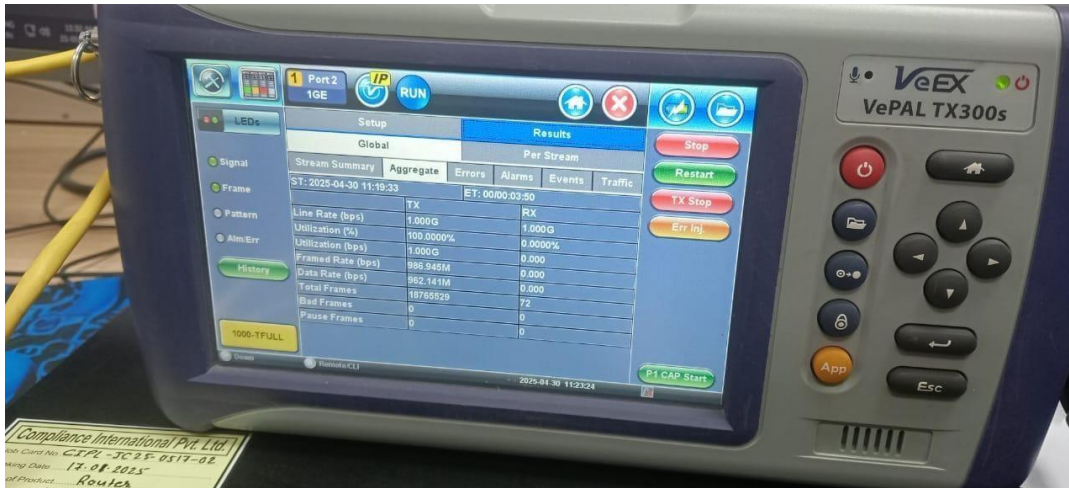 VeEX
VePAL TX300s
1 Port 2
1GE
IP
RUN
LEDs
Setup
Results
Global
Per Stream
Stream Summary Aggregate Errors Alarms Events Traffic
ST: 2025-04-30 11:19:33 ET: 00/00:03:50
TX RX
Line Rate (bps) 1.000G 1.000G
Utilization (%) 100.0000% 0.0000%
Utilization (bps) 1.000G 0.000
Framed Rate (bps) 986.945M 0.000
Data Rate (bps) 962.141M 0.000
Total Frames 18765529 72
Bad Frames 0 0
Pause Frames 0 0
Signal
Frame
Pattern
Alm/Err
History
1000-TFULL
Down
Remote/CLI
2025-04-30 11:23:24
Stop
Restart
TX Stop
Err Inj.
P1 CAP Start
App
Esc
Compliance International Pvt. Ltd.
Job Card No. CIPL-JC25-0517-02
king Date 17.01.2025
of Product Router